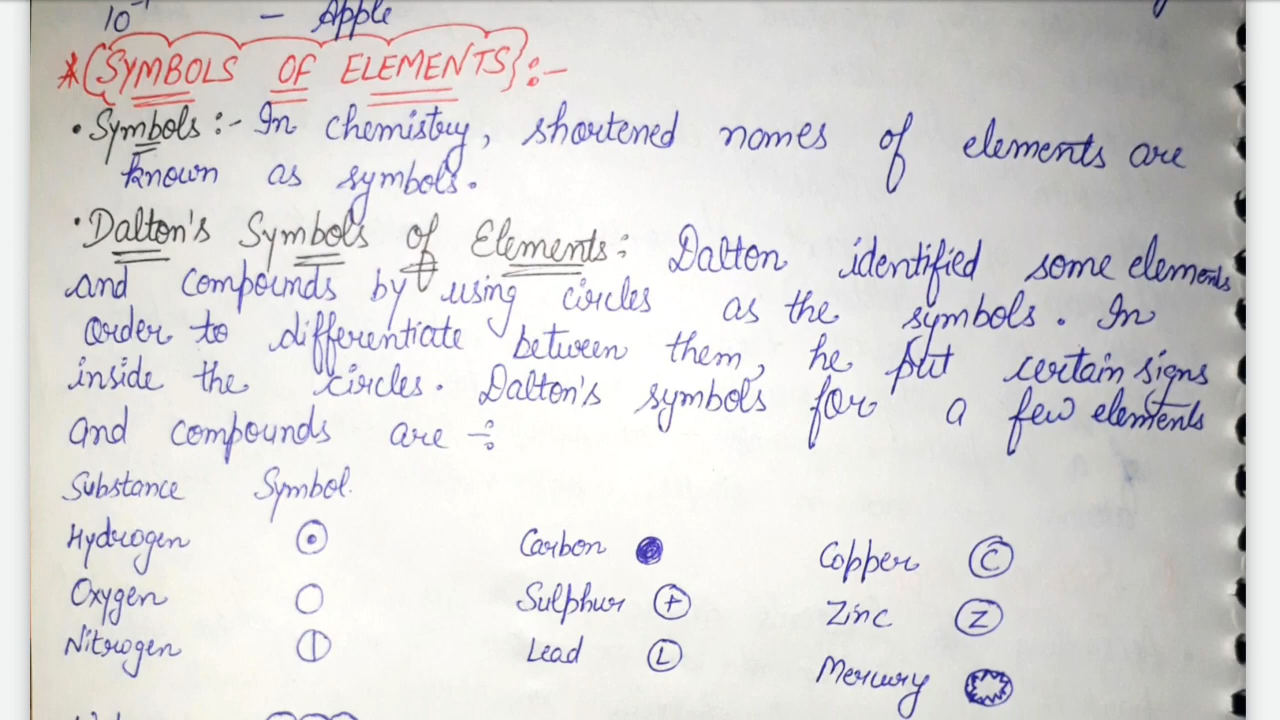 10⁻¹ - Apple
* {SYMBOLS OF ELEMENTS} :-
• Symbols :- In chemistry, shortened names of elements are
known as symbols.
• Dalton's Symbols of Elements : Dalton identified some elements
and compounds by using circles as the symbols. In
order to differentiate between them, he put certain signs
inside the circles. Dalton's symbols for a few elements
and compounds are ÷
Substance Symbol.
Hydrogen Carbon Copper C
Oxygen Sulphur + Zinc Z
Nitrogen Lead L Mercury